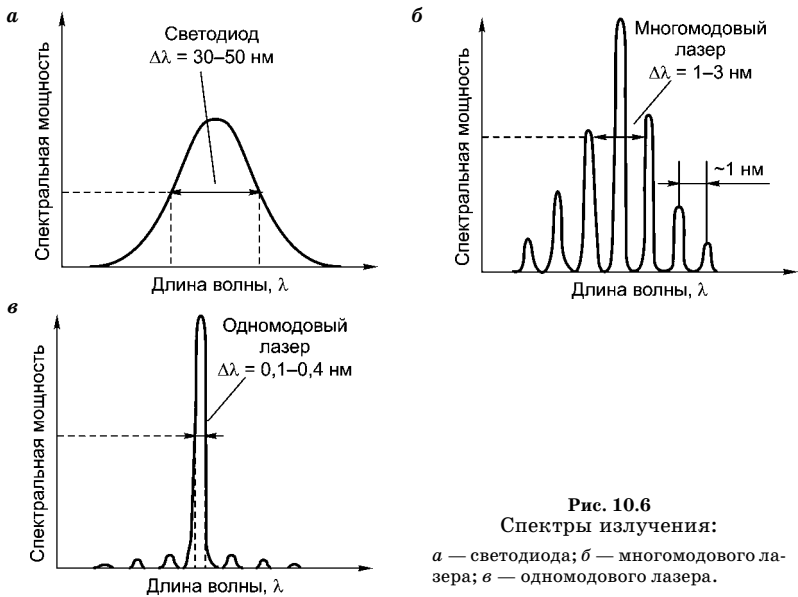 а
Светодиод
Δλ = 30–50 нм
Спектральная мощность
Длина волны, λ
б
Многомодовый
лазер
Δλ = 1–3 нм
~1 нм
Спектральная мощность
Длина волны, λ
в
Одномодовый
лазер
Δλ = 0,1–0,4 нм
Спектральная мощность
Длина волны, λ
Рис. 10.6
Спектры излучения:
а — светодиода; б — многомодового ла-
зера; в — одномодового лазера.